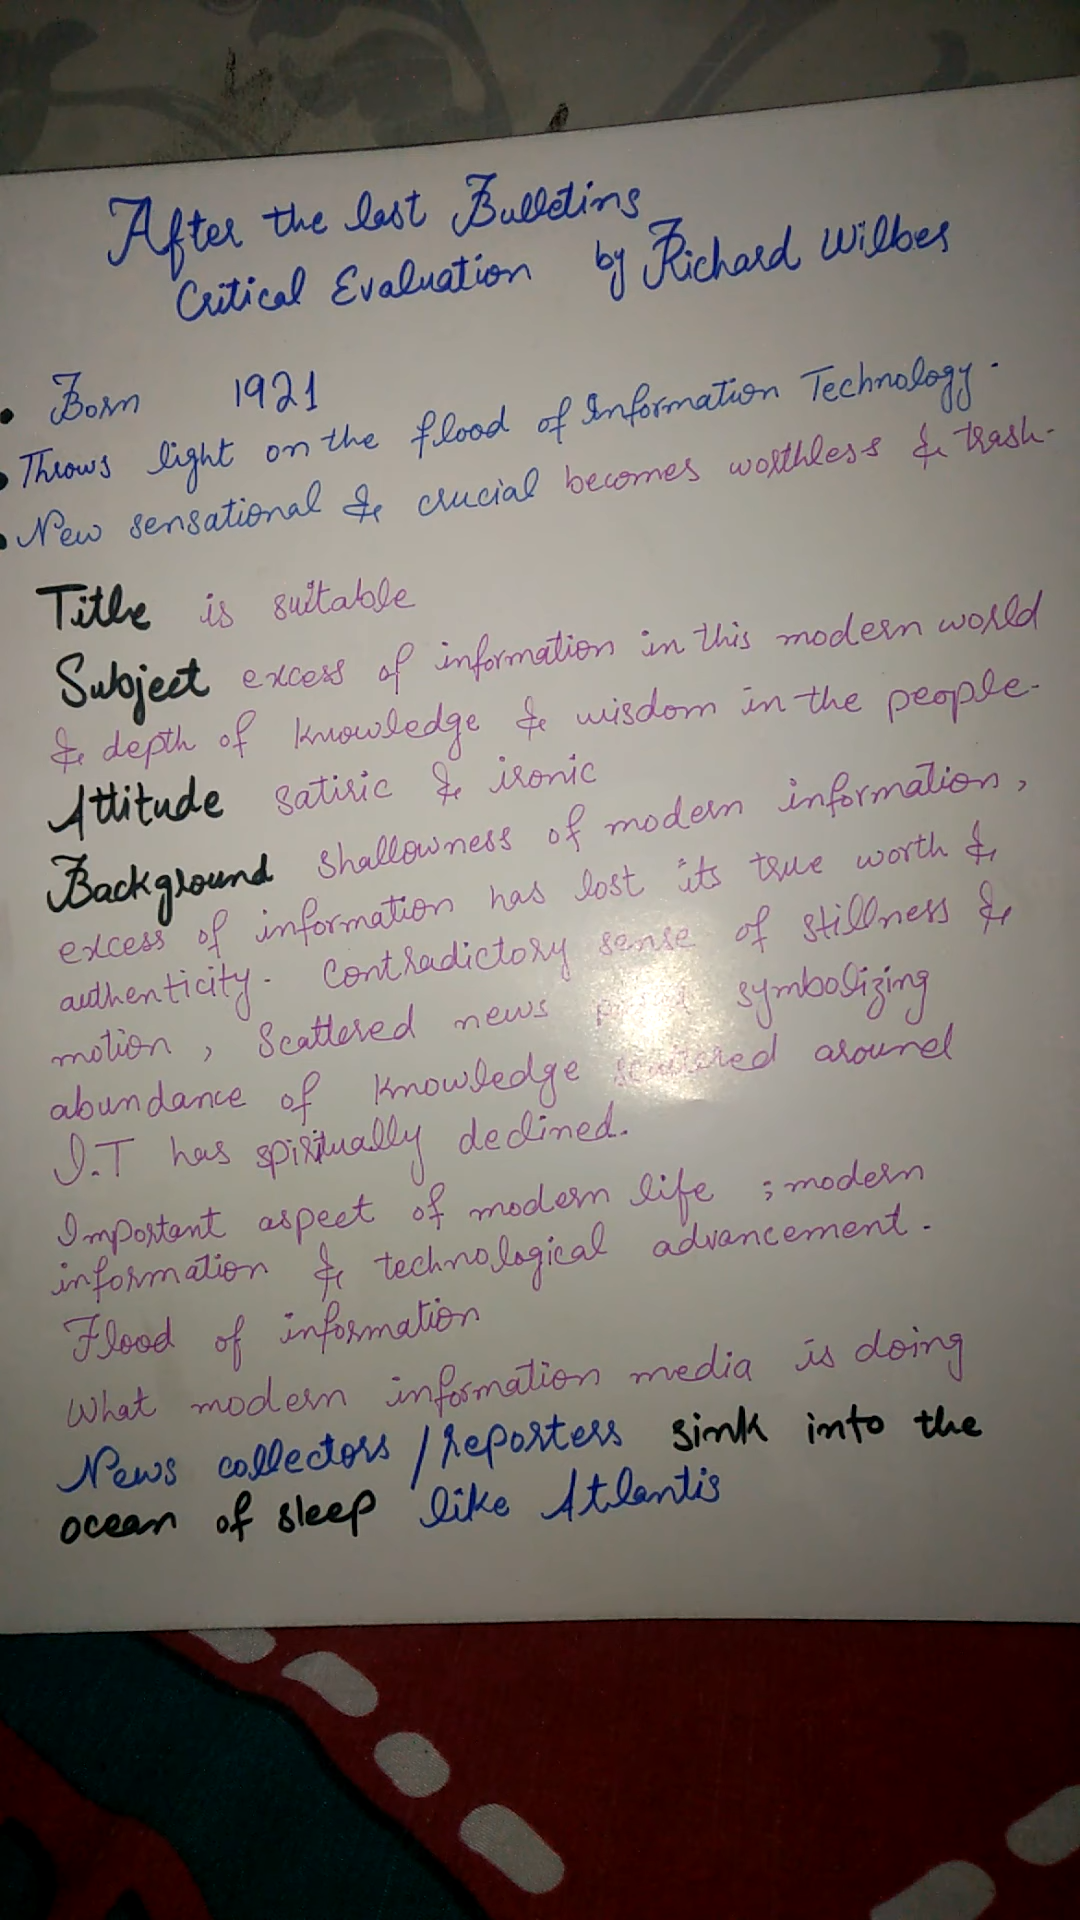 After the last Bulletins
Critical Evaluation by Richard Wilber
Born 1921
Throws light on the flood of Information Technology.
New sensational & crucial becomes worthless & trash.
Title is suitable
Subject excess of information in this modern world
& depth of knowledge & wisdom in the people.
Attitude satiric & ironic
Background shallowness of modern information,
excess of information has lost its true worth &
authenticity. Contradictory sense of stillness &
motion, Scattered news symbolizing
abundance of knowledge scattered around
I.T has spiritually declined.
Important aspect of modern life ; modern
information & technological advancement.
Flood of information
What modern information media is doing
News collectors / reporters sink into the
ocean of sleep like Atlantis